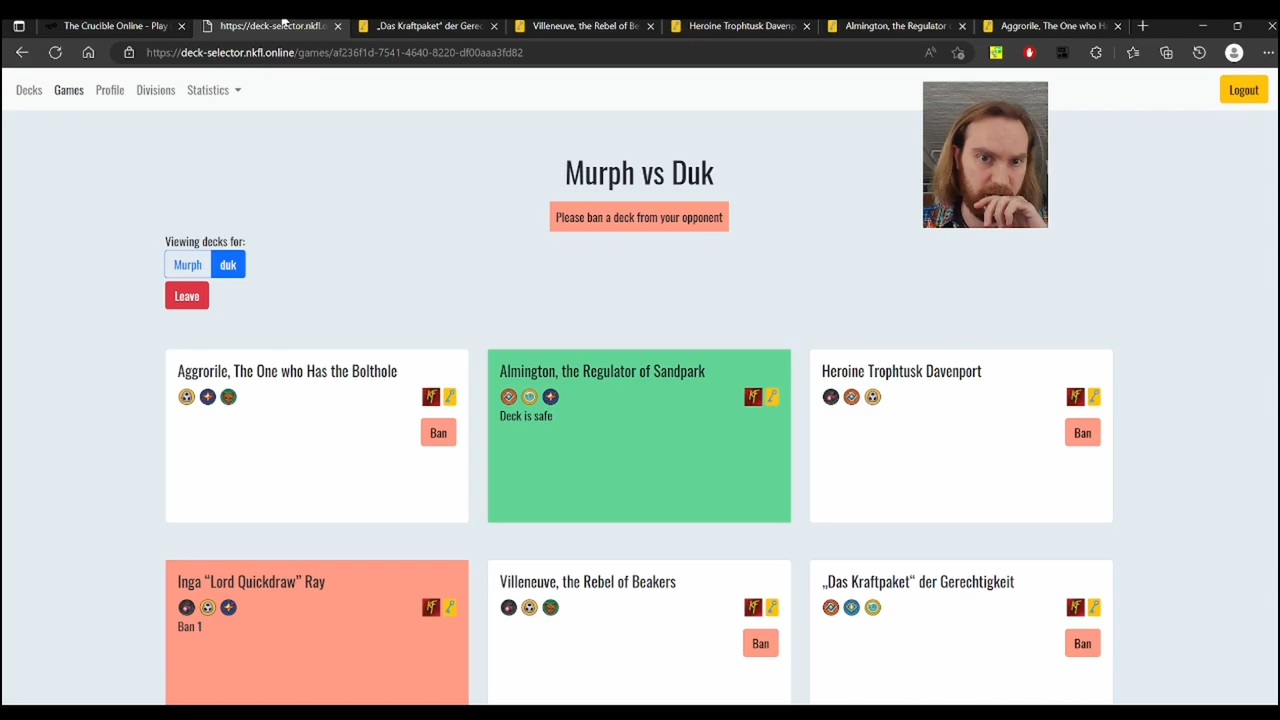 The Crucible Online - Play
https://deck-selector.nkfl.on
„Das Kraftpaket“ der Gerec
Villeneuve, the Rebel of Be
Heroine Trophtusk Davenp
Almington, the Regulator o
Aggrorile, The One who H
https://deck-selector.nkfl.online/games/af236f1d-7541-4640-8220-df00aaa3fd82
Decks Games Profile Divisions Statistics
Logout
Murph vs Duk
Please ban a deck from your opponent
Viewing decks for:
Murph duk
Leave
Aggrorile, The One who Has the Bolthole
Ban
Almington, the Regulator of Sandpark
Deck is safe
Heroine Trophtusk Davenport
Ban
Inga “Lord Quickdraw” Ray
Ban 1
Villeneuve, the Rebel of Beakers
Ban
„Das Kraftpaket“ der Gerechtigkeit
Ban